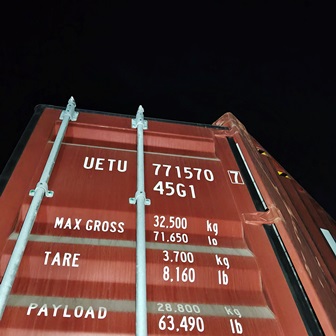 UETU 771570 7
45G1
MAX GROSS 32,500 kg
71,650 lb
TARE 3,700 kg
8,160 lb
PAYLOAD 28,800 kg
63,490 lb